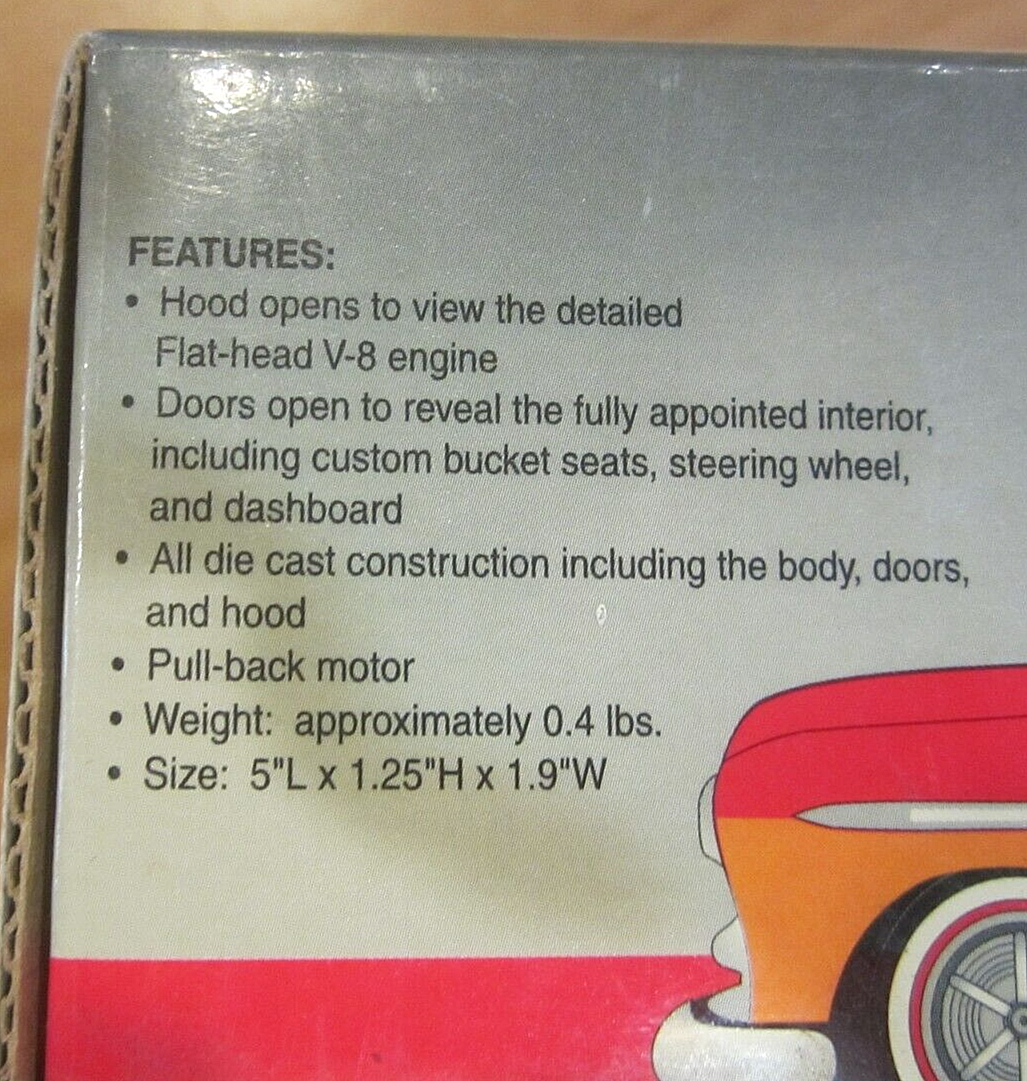 FEATURES:
• Hood opens to view the detailed
Flat-head V-8 engine
• Doors open to reveal the fully appointed interior,
including custom bucket seats, steering wheel,
and dashboard
• All die cast construction including the body, doors,
and hood
• Pull-back motor
• Weight:  approximately 0.4 lbs.
• Size:  5"L x 1.25"H x 1.9"W